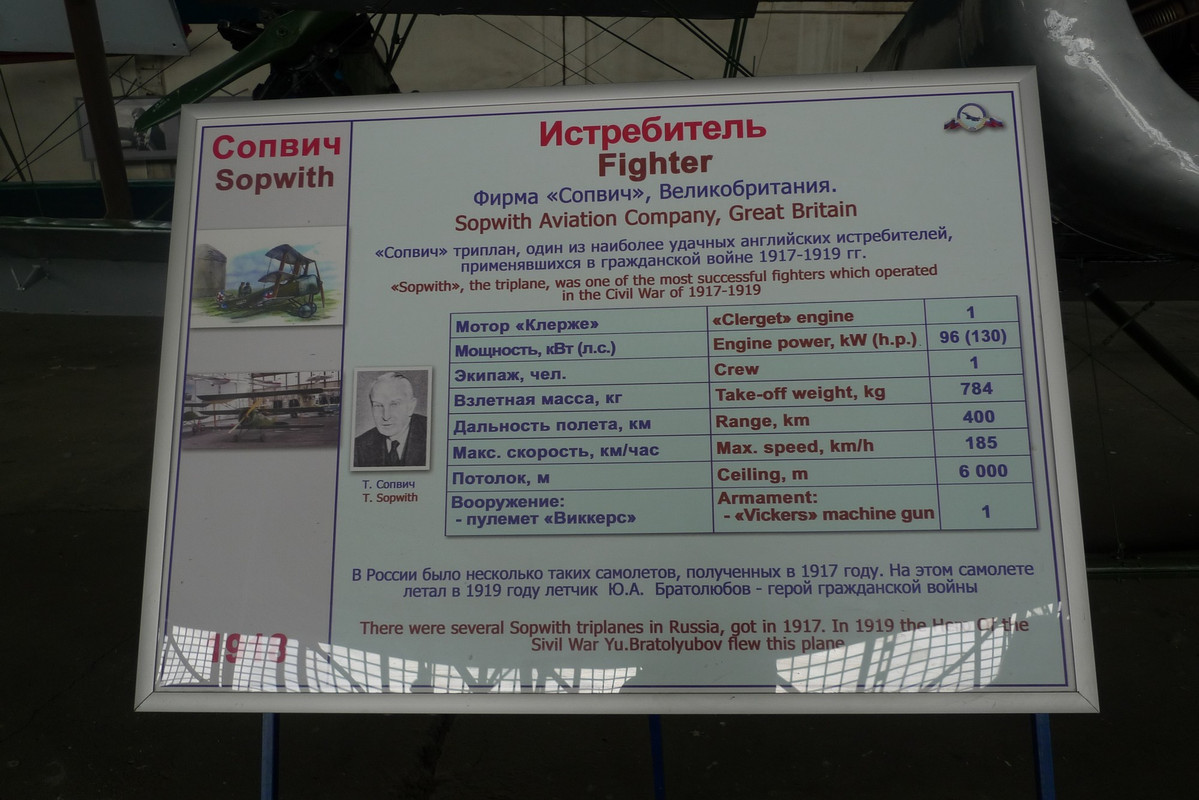 Сопвич
Sopwith
Истребитель
Fighter
Фирма «Сопвич», Великобритания.
Sopwith Aviation Company, Great Britain
«Сопвич» триплан, один из наиболее удачных английских истребителей,
применявшихся в гражданской войне 1917-1919 гг.
«Sopwith», the triplane, was one of the most successful fighters which operated
in the Civil War of 1917-1919
Мотор «Клерже» «Clerget» engine 1
Мощность, кВт (л.с.) Engine power, kW (h.p.) 96 (130)
Экипаж, чел. Crew 1
Взлетная масса, кг Take-off weight, kg 784
Дальность полета, км Range, km 400
Макс. скорость, км/час Max. speed, km/h 185
Потолок, м Ceiling, m 6 000
Вооружение: Armament:
- пулемет «Виккерс» - «Vickers» machine gun 1
Т. Сопвич
T. Sopwith
В России было несколько таких самолетов, полученных в 1917 году. На этом самолете
летал в 1919 году летчик Ю.А. Братолюбов - герой гражданской войны
There were several Sopwith triplanes in Russia, got in 1917. In 1919 the Hero Of the
Sivil War Yu.Bratolyubov flew this plane